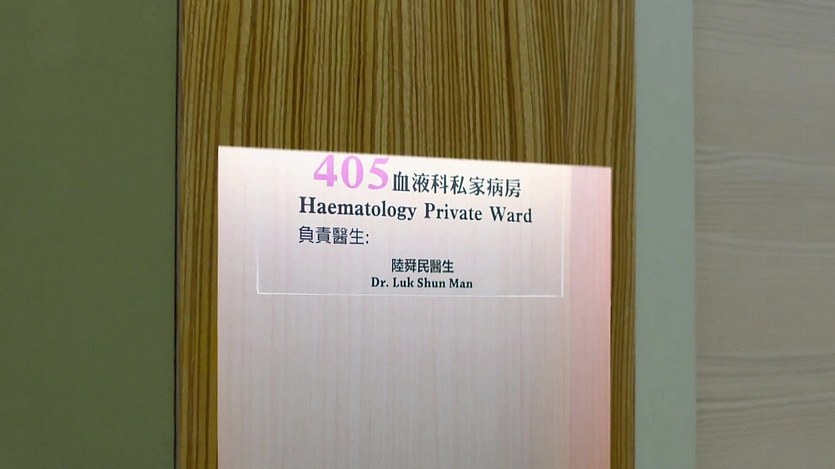 405血液科私家病房
Haematology Private Ward
負責醫生:
陸舜民醫生
Dr. Luk Shun Man